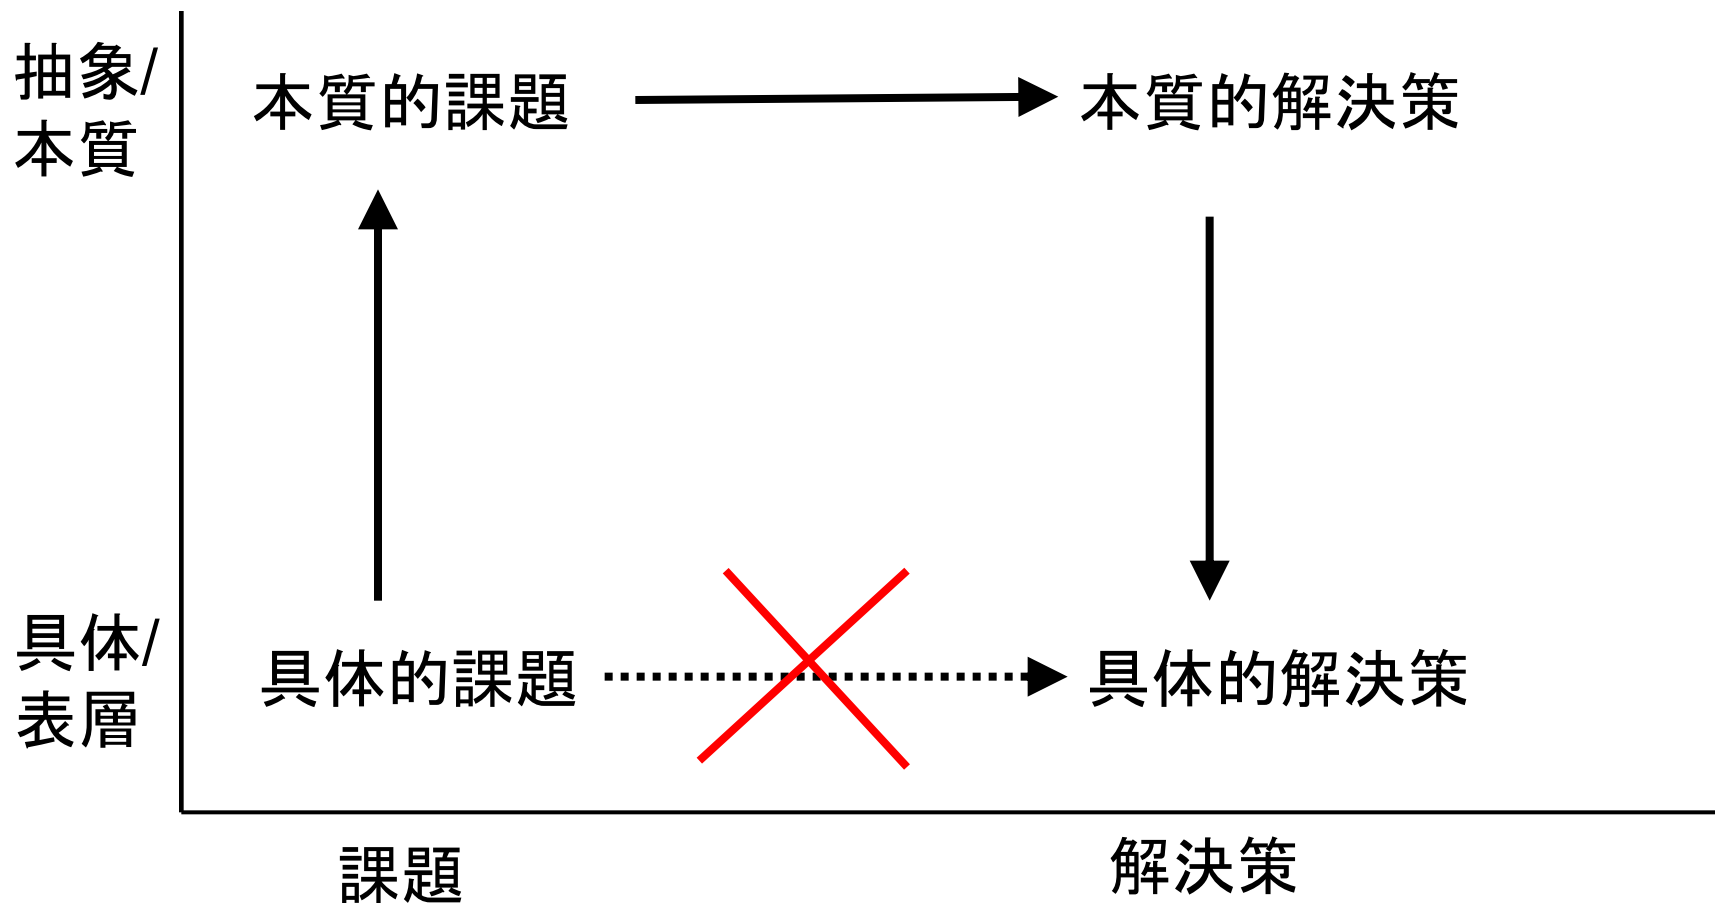 抽象/
本質
本質的課題
本質的解決策
具体/
表層
具体的課題
具体的解決策
課題
解決策